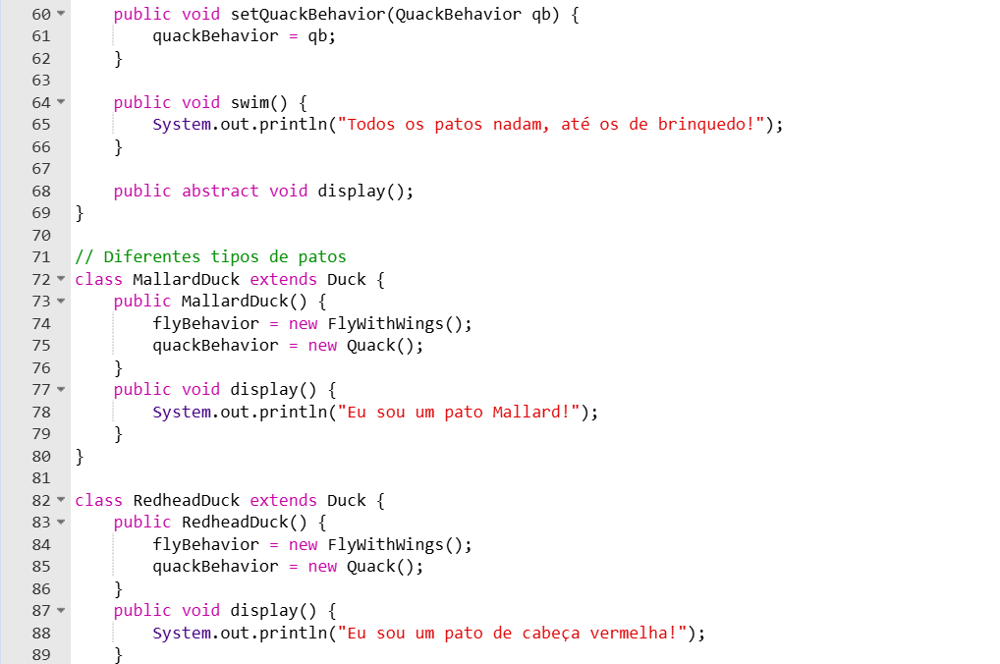 60 public void setQuackBehavior(QuackBehavior qb) {
61 quackBehavior = qb;
62 }
63
64 public void swim() {
65 System.out.println("Todos os patos nadam, até os de brinquedo!");
66 }
67
68 public abstract void display();
69 }
70
71 // Diferentes tipos de patos
72 class MallardDuck extends Duck {
73 public MallardDuck() {
74 flyBehavior = new FlyWithWings();
75 quackBehavior = new Quack();
76 }
77 public void display() {
78 System.out.println("Eu sou um pato Mallard!");
79 }
80 }
81
82 class RedheadDuck extends Duck {
83 public RedheadDuck() {
84 flyBehavior = new FlyWithWings();
85 quackBehavior = new Quack();
86 }
87 public void display() {
88 System.out.println("Eu sou um pato de cabeça vermelha!");
89 }